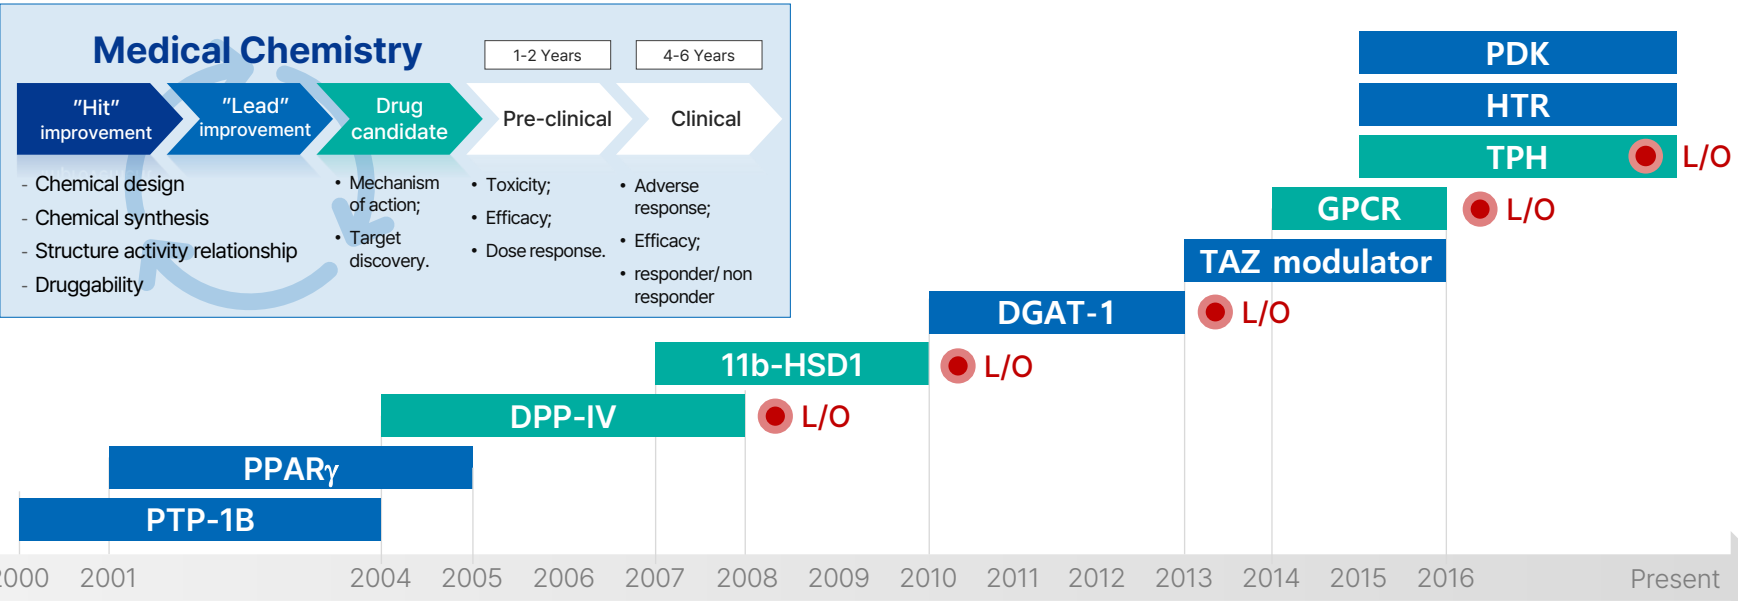 Medical Chemistry
1-2 Years
4-6 Years
"Hit"
improvement
"Lead"
improvement
Drug
candidate
Pre-clinical
Clinical
- Chemical design
- Chemical synthesis
- Structure activity relationship
- Druggability
• Mechanism
of action;
• Target
discovery.
• Toxicity;
• Efficacy;
• Dose response.
• Adverse
response;
• Efficacy;
• responder/ non
responder
PDK
HTR
TPH L/O
GPCR L/O
TAZ modulator
DGAT-1 L/O
11b-HSD1 L/O
DPP-IV L/O
PPARγ
PTP-1B
2000 2001 2004 2005 2006 2007 2008 2009 2010 2011 2012 2013 2014 2015 2016 Present